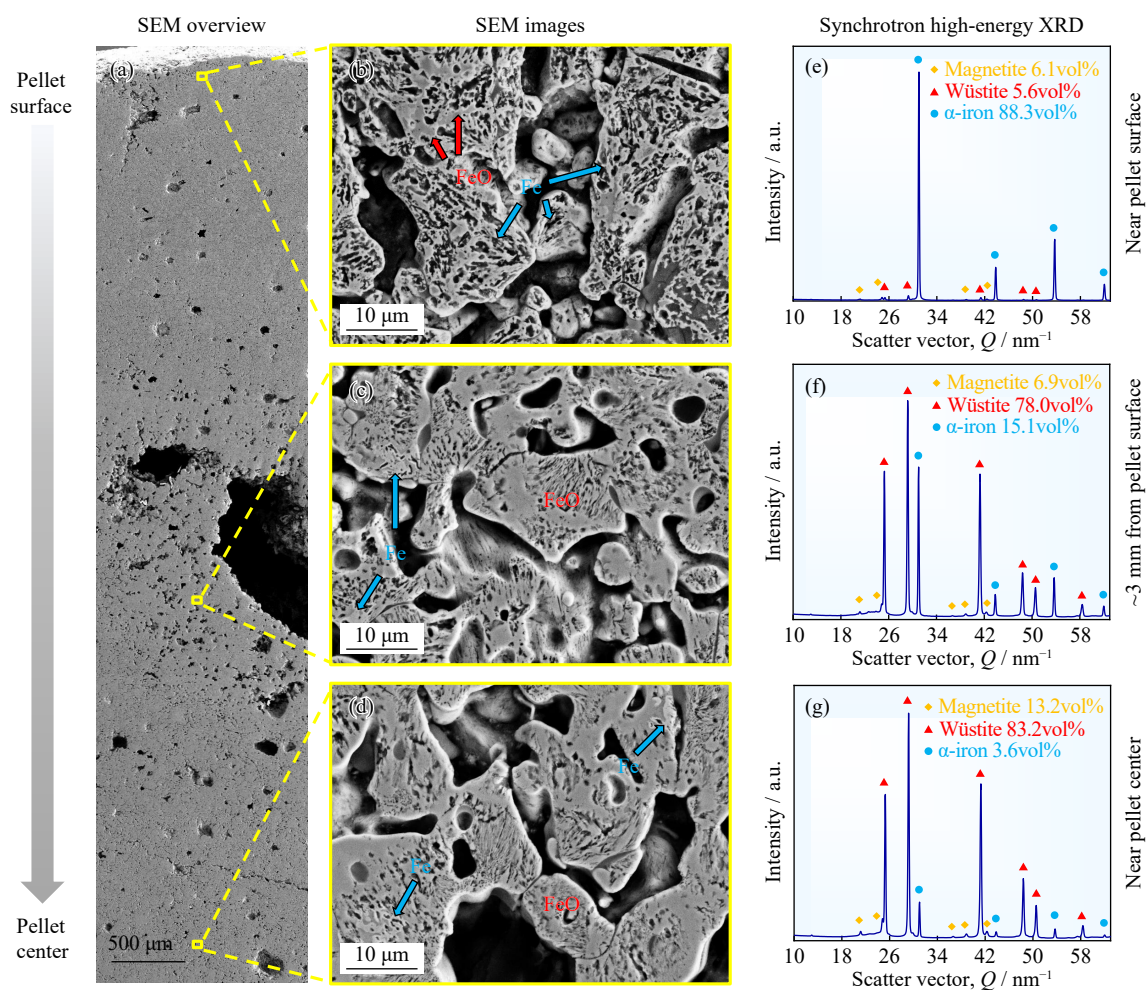 SEM overview
SEM images
Synchrotron high-energy XRD
Pellet
surface
Pellet
center
(a)
500 μm
(b)
FeO
Fe
10 μm
(c)
FeO
Fe
10 μm
(d)
Fe
Fe
FeO
10 μm
(e)
Magnetite 6.1vol%
Wüstite 5.6vol%
α-iron 88.3vol%
Intensity / a.u.
10 18 26 34 42 50 58
Scatter vector, Q / nm⁻¹
Near pellet surface
(f)
Magnetite 6.9vol%
Wüstite 78.0vol%
α-iron 15.1vol%
Intensity / a.u.
10 18 26 34 42 50 58
Scatter vector, Q / nm⁻¹
~3 mm from pellet surface
(g)
Magnetite 13.2vol%
Wüstite 83.2vol%
α-iron 3.6vol%
Intensity / a.u.
10 18 26 34 42 50 58
Scatter vector, Q / nm⁻¹
Near pellet center